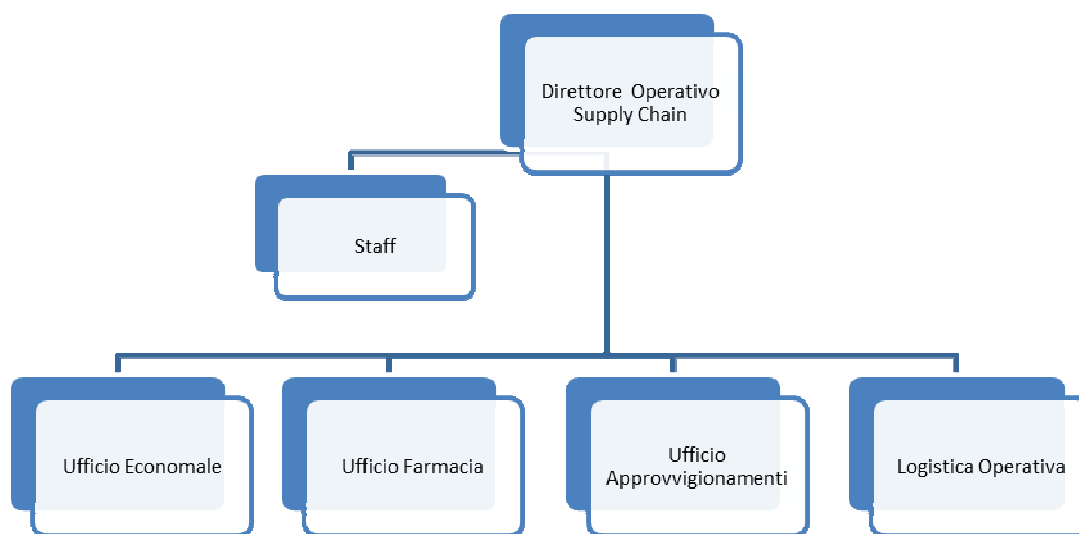 Direttore Operativo
Supply Chain
Staff
Ufficio Economale
Ufficio Farmacia
Ufficio
Approvvigionamenti
Logistica Operativa